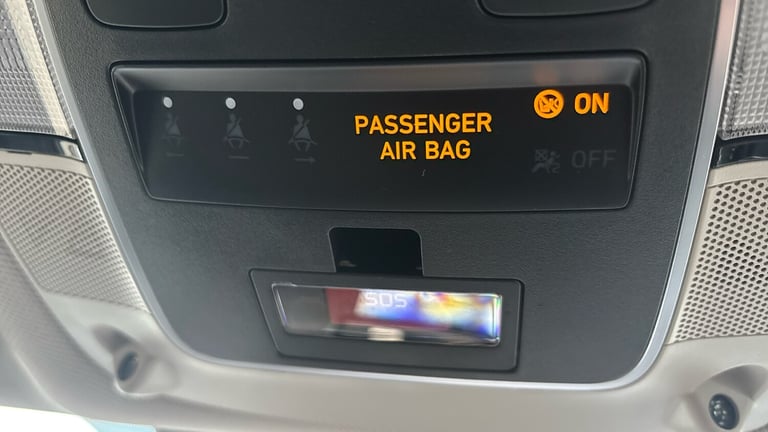 PASSENGER
AIR BAG
ON
OFF
SOS